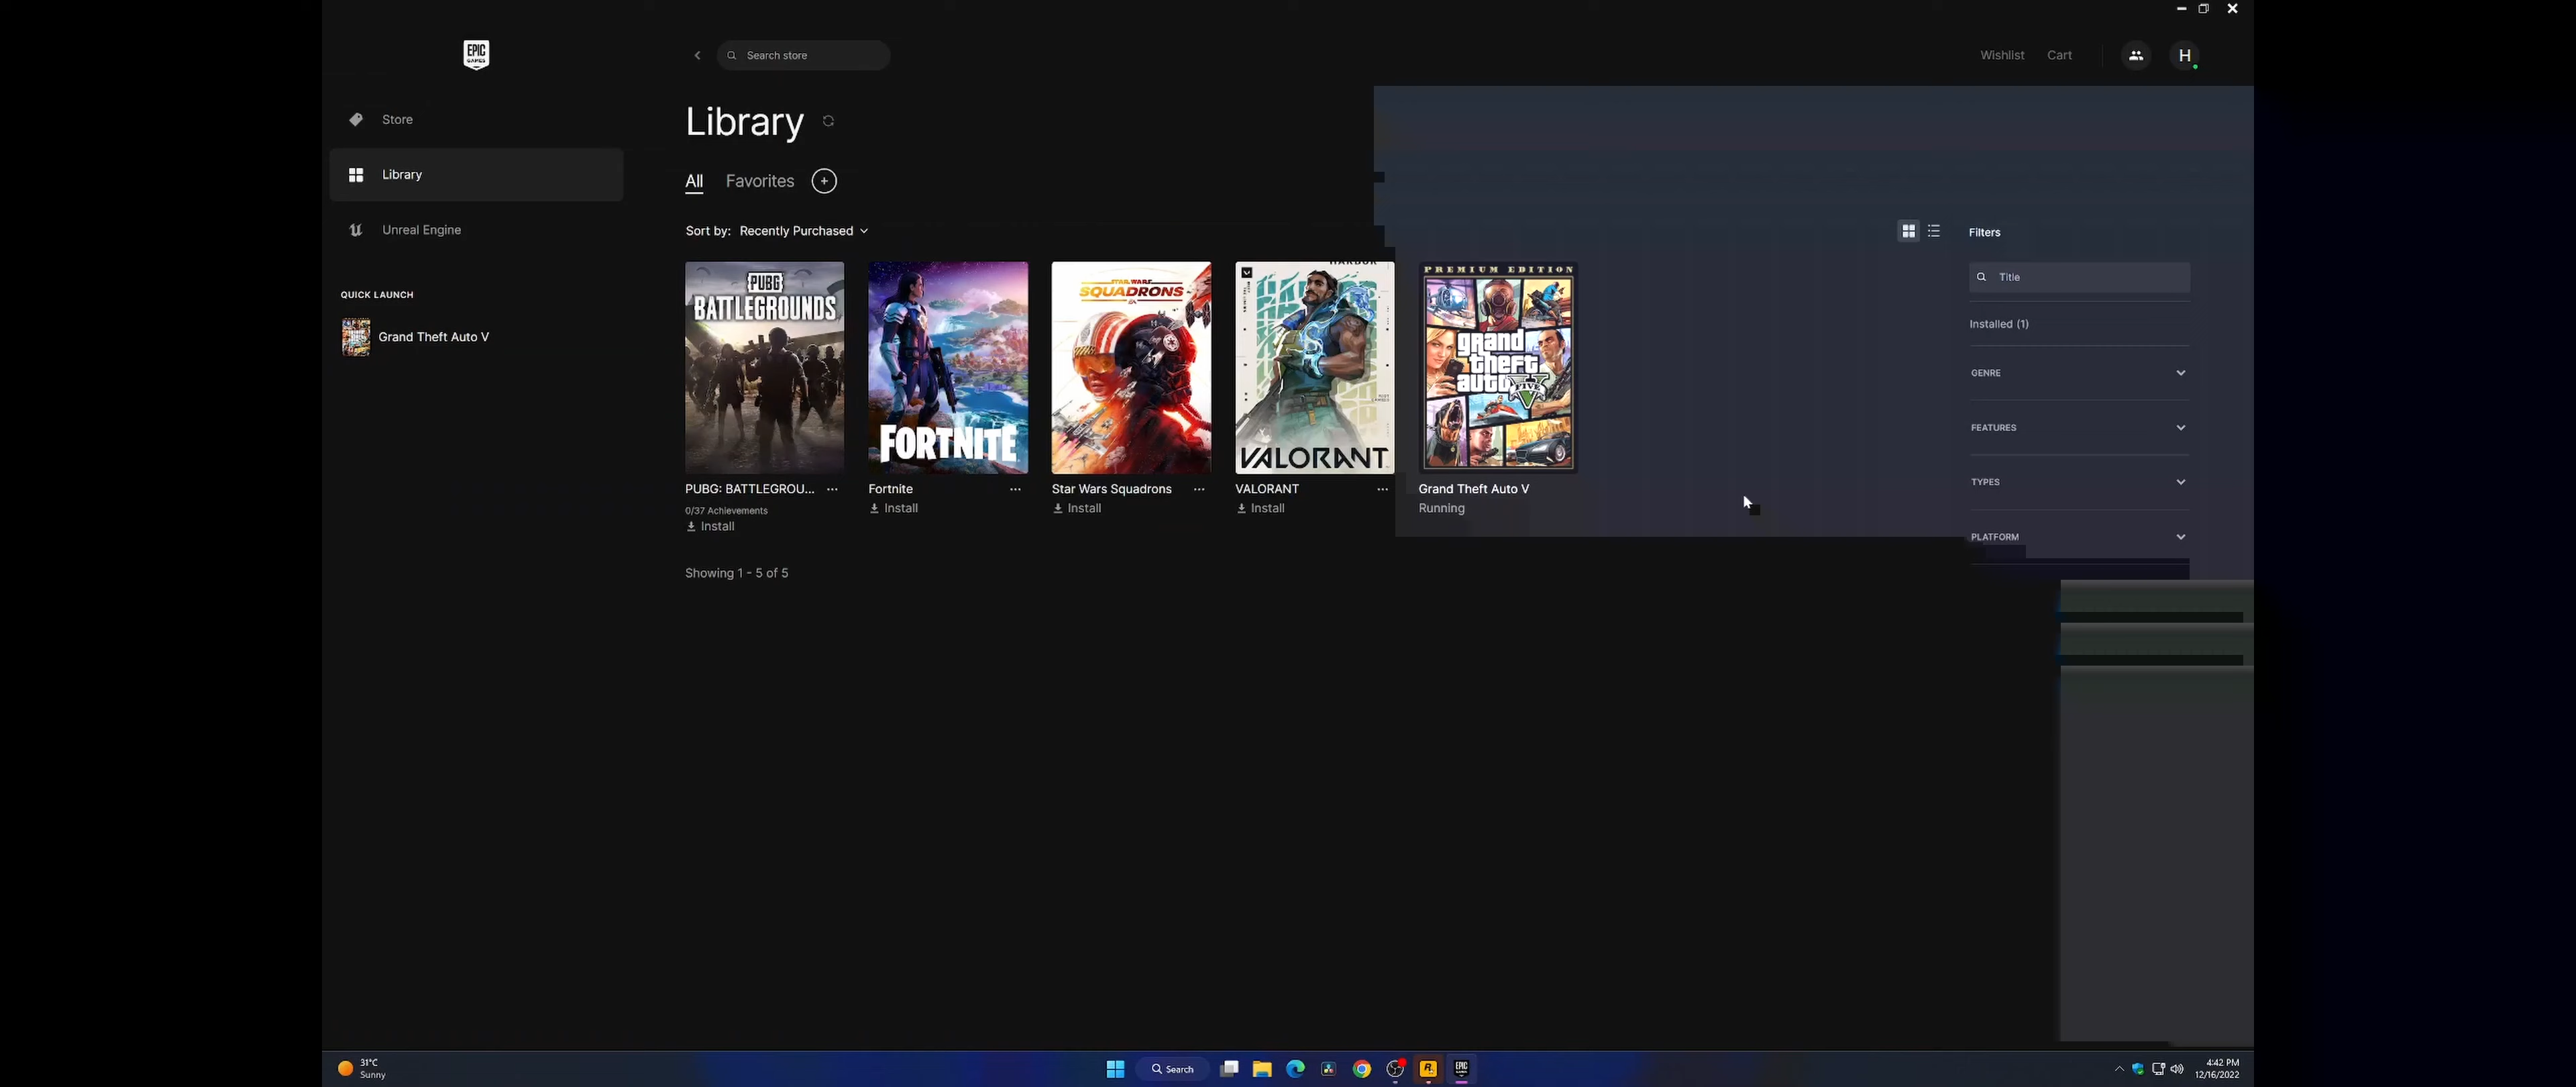 EPIC GAMES
Search store
Wishlist
Cart
H
Store
Library
Unreal Engine
QUICK LAUNCH
Grand Theft Auto V
Library
All
Favorites
Sort by: Recently Purchased
PUBG
BATTLEGROUNDS
FORTNITE
STAR WARS
SQUADRONS
VALORANT
PREMIUM EDITION
grand
theft
auto
FIVE
PUBG: BATTLEGROU...
0/37 Achievements
Install
Fortnite
Install
Star Wars Squadrons
Install
VALORANT
Install
Grand Theft Auto V
Running
Showing 1 - 5 of 5
Filters
Title
Installed (1)
GENRE
FEATURES
TYPES
PLATFORM
31°C
Sunny
Search
4:42 PM
12/16/2022